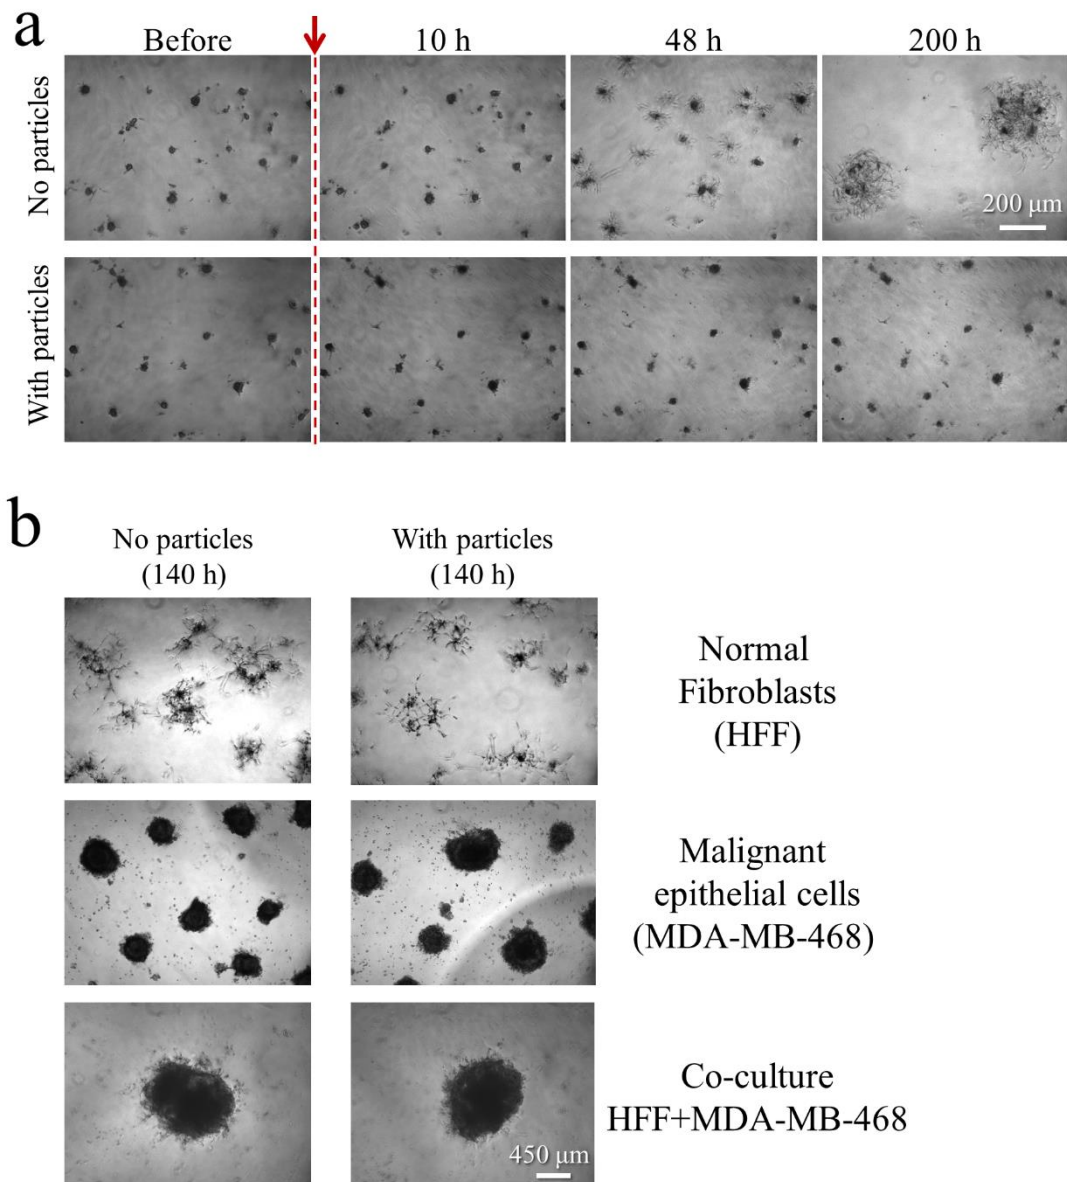 a
Before 10 h 48 h 200 h
No particles
200 μm
With particles
b
No particles
(140 h)
With particles
(140 h)
Normal
Fibroblasts
(HFF)
Malignant
epithelial cells
(MDA-MB-468)
Co-culture
HFF+MDA-MB-468
450 μm